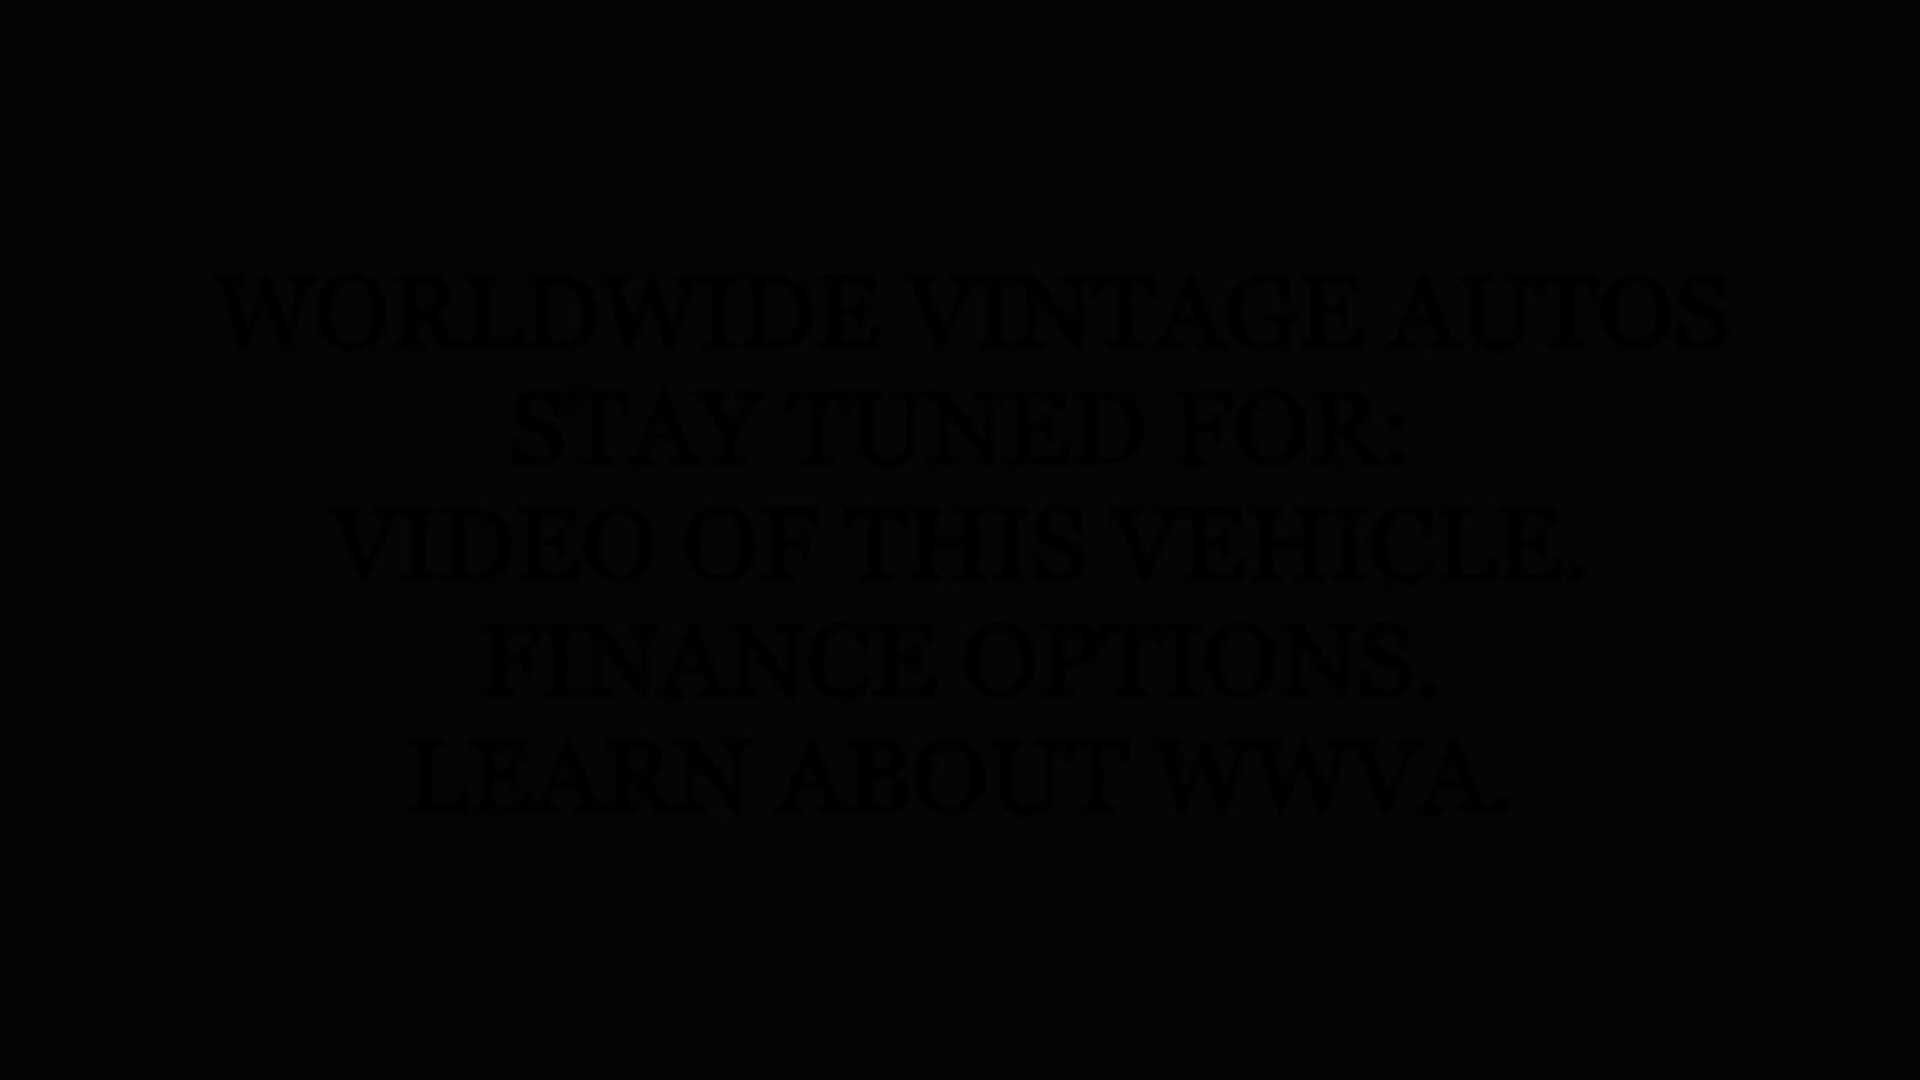 WORLDWIDE VINTAGE AUTOS
STAY TUNED FOR:
VIDEO OF THIS VEHICLE.
FINANCE OPTIONS.
LEARN ABOUT WWVA.